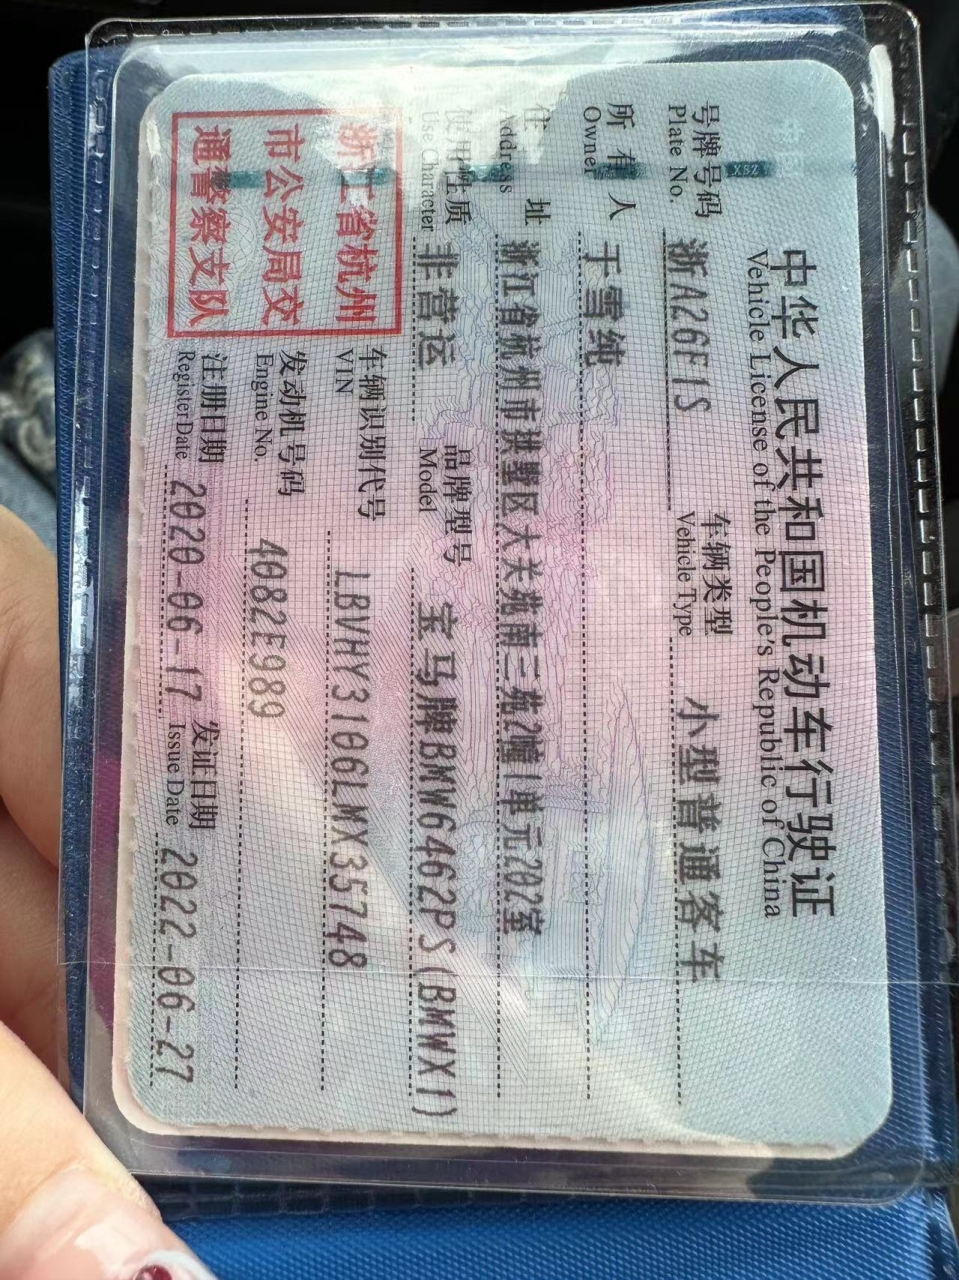 中华人民共和国机动车行驶证
Vehicle License of the People's Republic of China
号牌号码 浙A26F1S 车辆类型 小型普通客车
Plate No. Vehicle Type
所有人 于雪纯
Owner
住址 浙江省杭州市拱墅区大关苑南三苑2幢1单元202室
Address
使用性质 非营运 品牌型号 宝马牌BMW6462PS(BMWX1)
Use Character Model
浙江省杭州
市公安局交
通警察支队
车辆识别代号 LBVHY3106LMX35748
VIN
发动机号码 4082E989
Engine No.
注册日期 2020-06-17 发证日期 2022-06-27
Register Date Issue Date